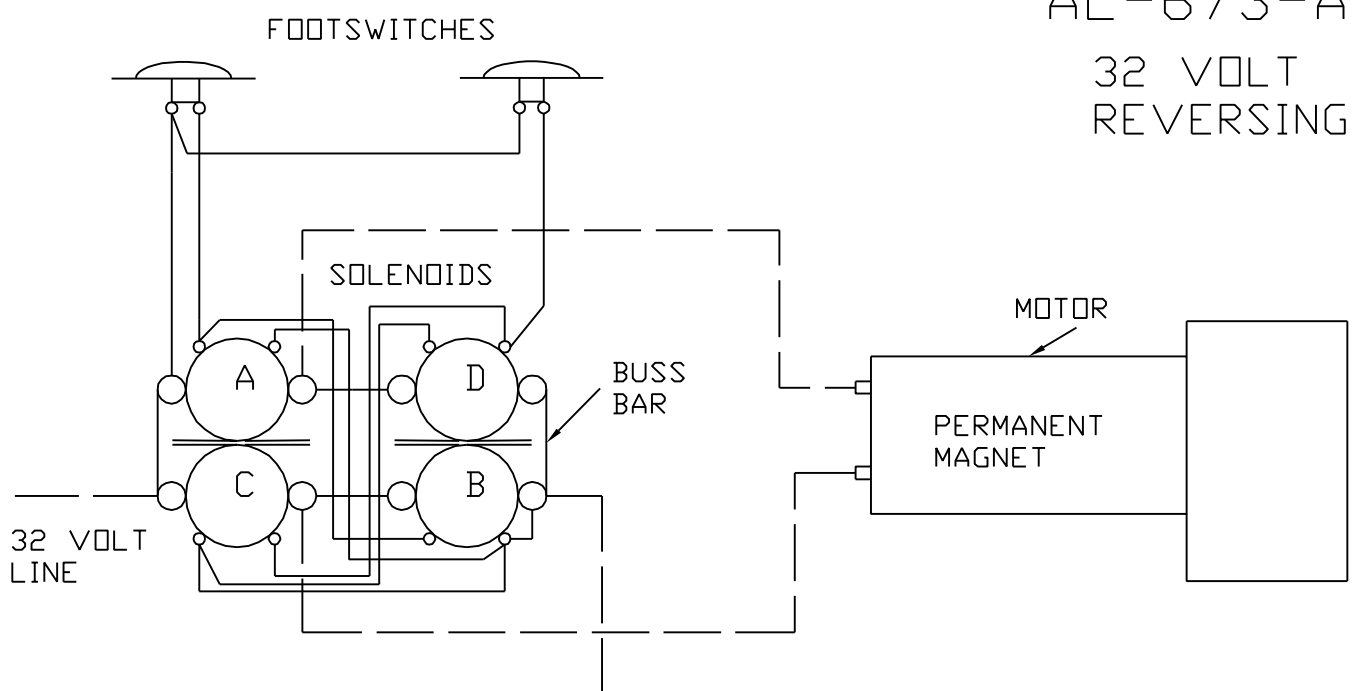 FOOTSWITCHES
32 VOLT
REVERSING
SOLENOIDS
MOTOR
A
D
BUSS
BAR
PERMANENT
MAGNET
C
B
32 VOLT
LINE